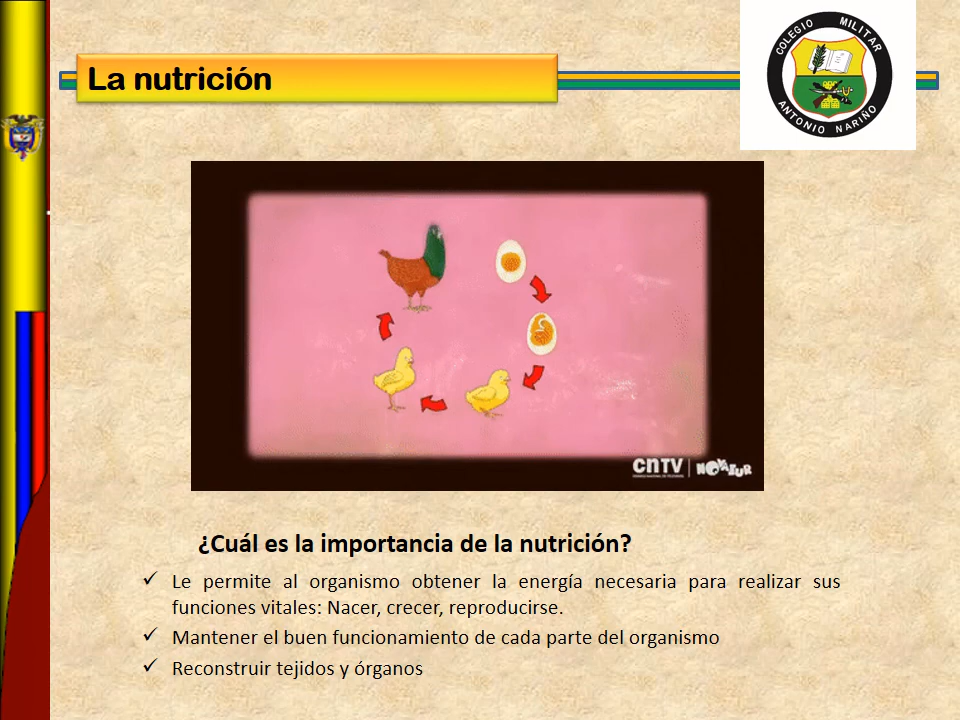 La nutrición
COLEGIO MILITAR
ANTONIO NARIÑO
CNTV
NOVASUR
¿Cuál es la importancia de la nutrición?
✓ Le permite al organismo obtener la energía necesaria para realizar sus
funciones vitales: Nacer, crecer, reproducirse.
✓ Mantener el buen funcionamiento de cada parte del organismo
✓ Reconstruir tejidos y órganos